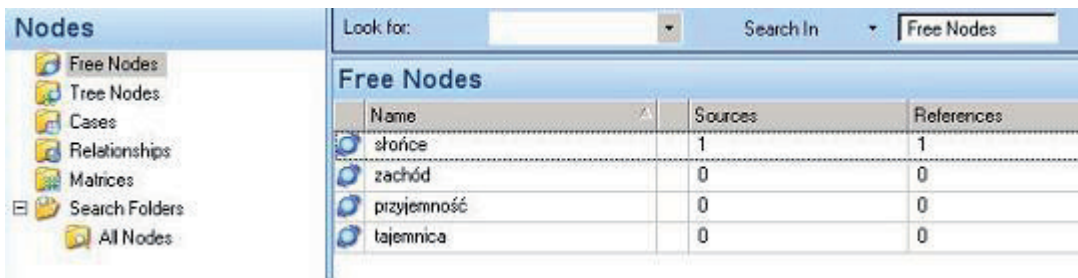 Nodes
Free Nodes
Tree Nodes
Cases
Relationships
Matrices
Search Folders
All Nodes
Look for: Search In Free Nodes
Free Nodes
Name Sources References
słońce 1 1
zachód 0 0
przyjemność 0 0
tajemnica 0 0